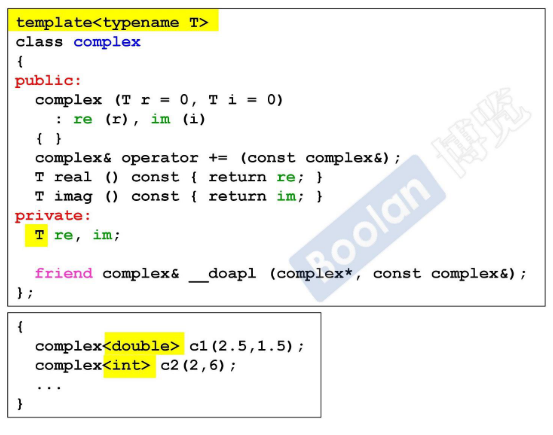 template<typename T>
class complex
{
public:
  complex (T r = 0, T i = 0)
    : re (r), im (i)
  { }
  complex& operator += (const complex&);
  T real () const { return re; }
  T imag () const { return im; }
private:
  T re, im;
  friend complex& __doapl (complex*, const complex&);
};
Boolan 博览
{
  complex<double> c1(2.5,1.5);
  complex<int> c2(2,6);
  ...
}